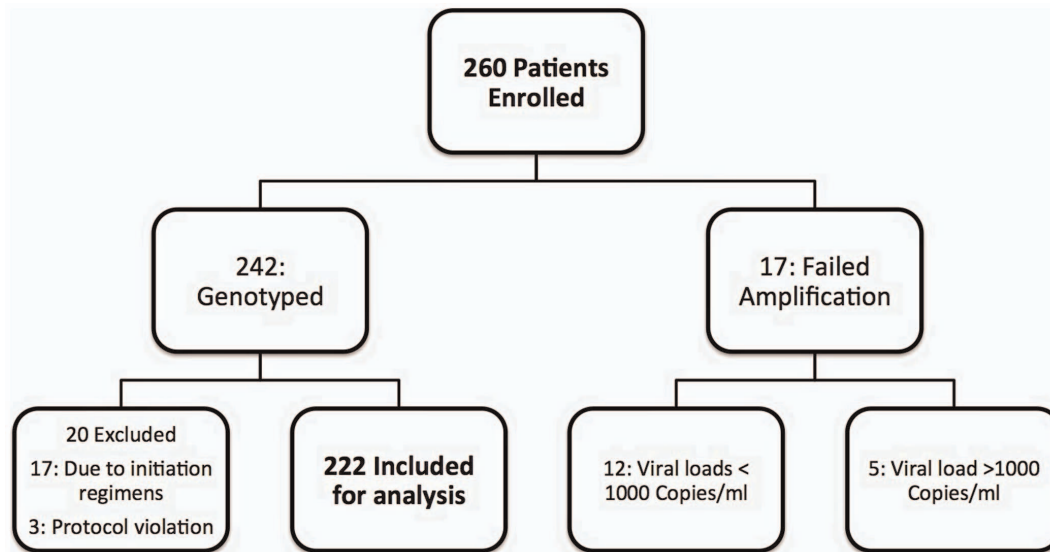 260 Patients
Enrolled
242:
Genotyped
17: Failed
Amplification
20 Excluded
17: Due to initiation
regimens
3: Protocol violation
222 Included
for analysis
12: Viral loads <
1000 Copies/ml
5: Viral load >1000
Copies/ml